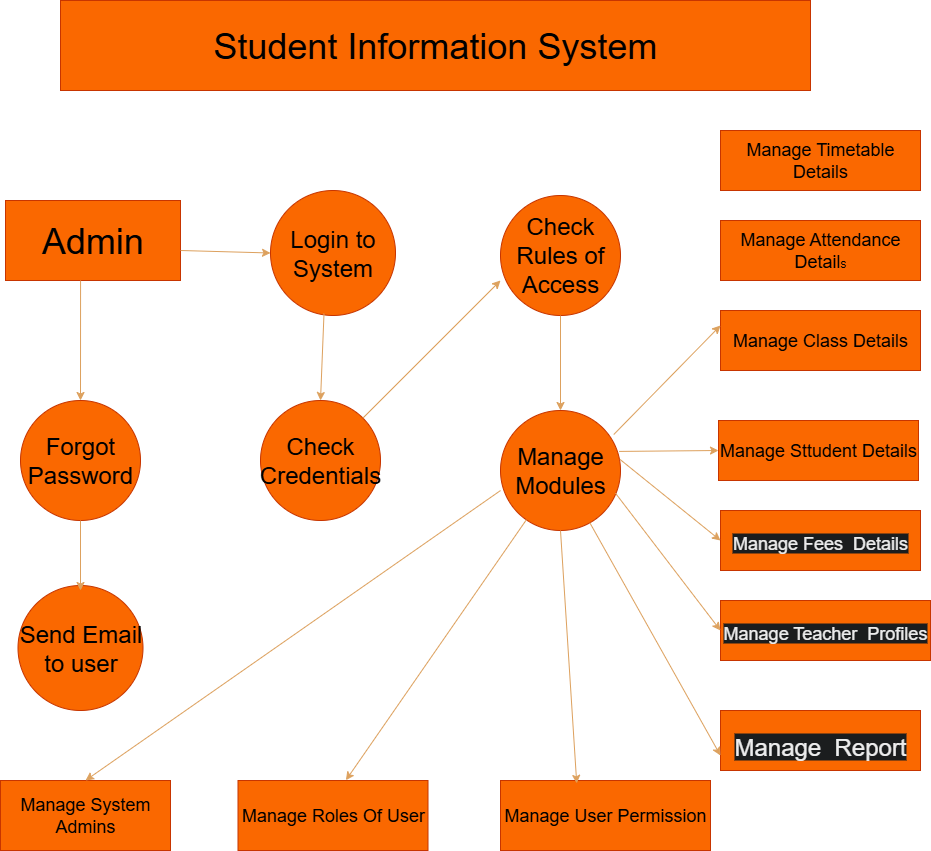 Student Information System
Admin
Login to
System
Check
Rules of
Access
Manage Timetable
Details
Manage Attendance
Details
Manage Class Details
Forgot
Password
Check
Credentials
Manage
Modules
Manage Sttudent Details
Manage Fees  Details
Send Email
to user
Manage Teacher  Profiles
Manage  Report
Manage System
Admins
Manage Roles Of User
Manage User Permission